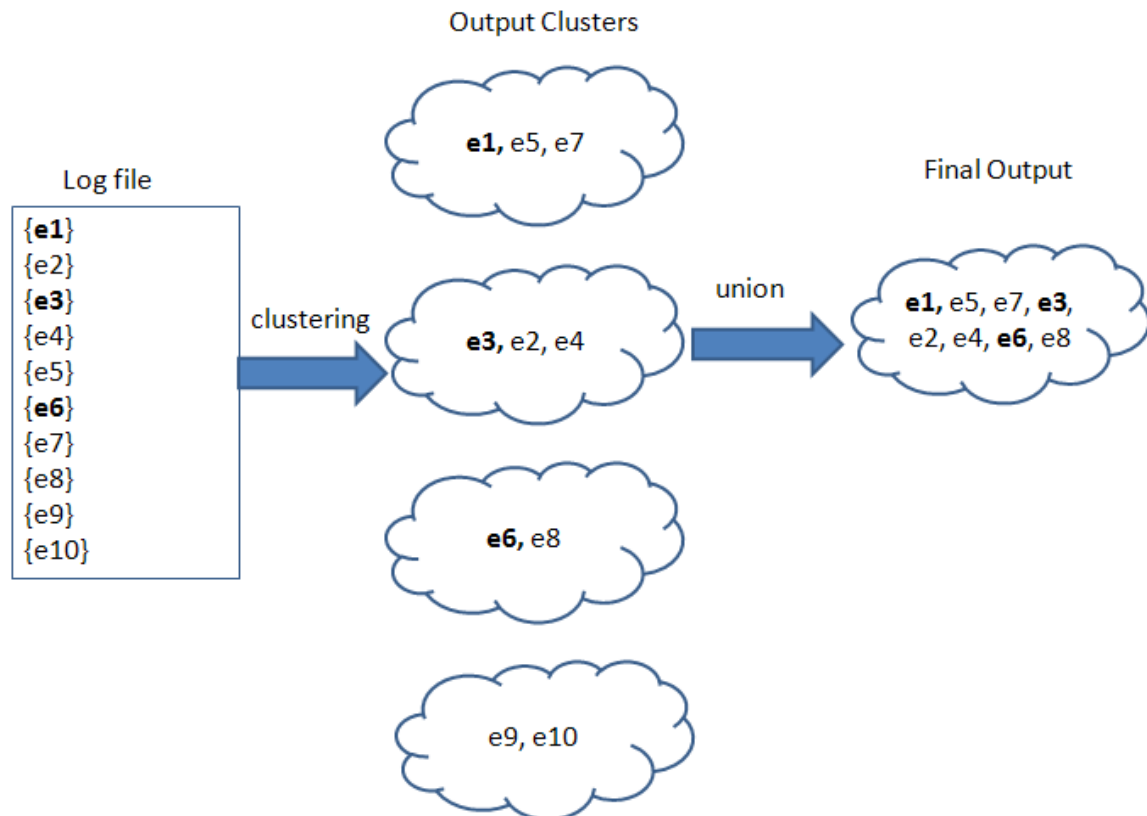 Output Clusters
e1, e5, e7
Log file
{e1}
{e2}
{e3}
{e4}
{e5}
{e6}
{e7}
{e8}
{e9}
{e10}
clustering
e3, e2, e4
e6, e8
e9, e10
union
Final Output
e1, e5, e7, e3,
e2, e4, e6, e8